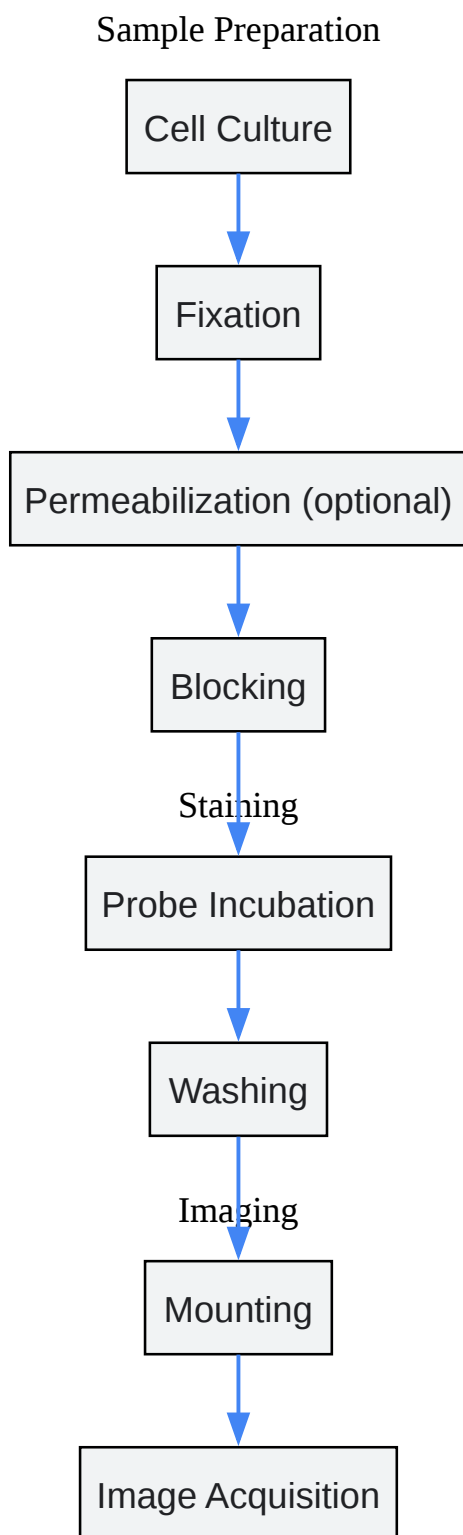 Sample Preparation
Cell Culture
Fixation
Permeabilization (optional)
Blocking
Staining
Probe Incubation
Washing
Imaging
Mounting
Image Acquisition